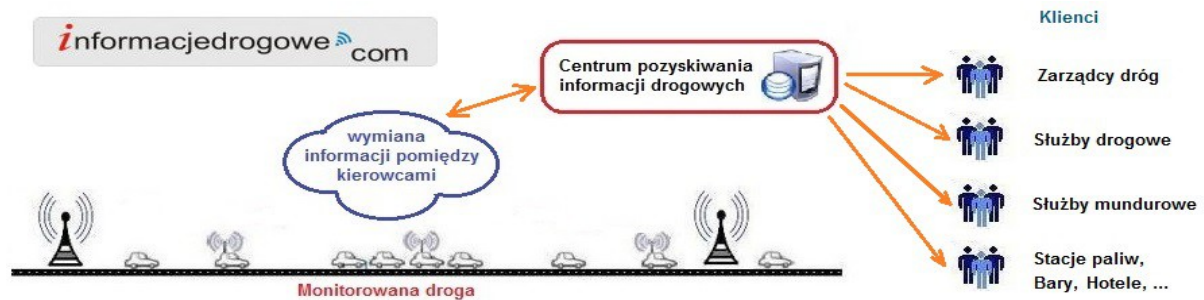 informacjedrogowe
com
Klienci
Centrum pozyskiwania
informacji drogowych
Zarządcy dróg
wymiana
informacji pomiędzy
kierowcami
Służby drogowe
Służby mundurowe
Stacje paliw,
Bary, Hotele, ...
Monitorowana droga